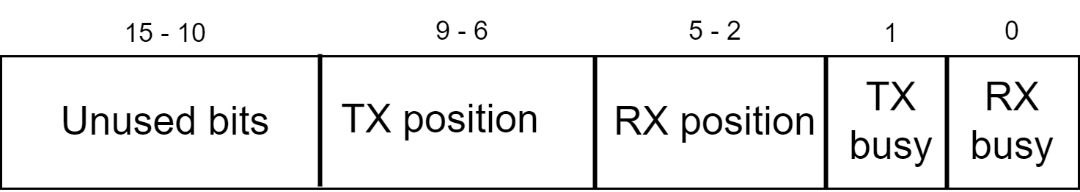 15 - 10 9 - 6 5 - 2 1 0
Unused bits TX position RX position TX busy RX busy